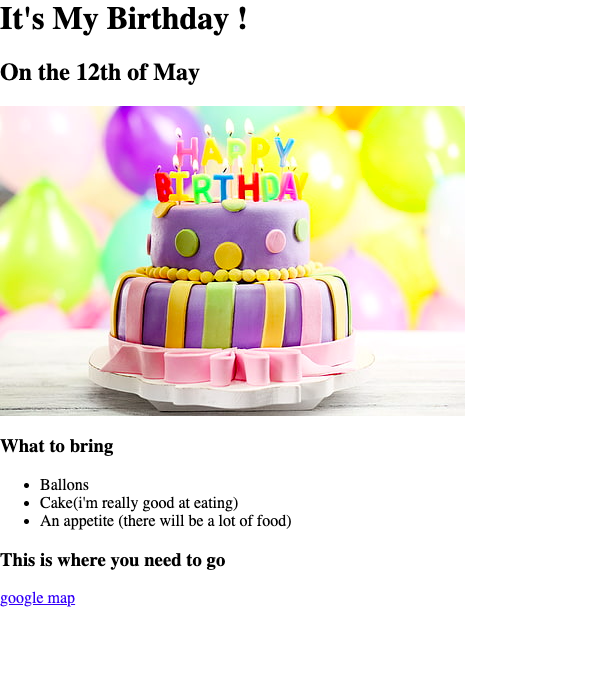 It's My Birthday !
On the 12th of May
HAPPY
BIRTHDAY
What to bring
Ballons
Cake(i'm really good at eating)
An appetite (there will be a lot of food)
This is where you need to go
google map